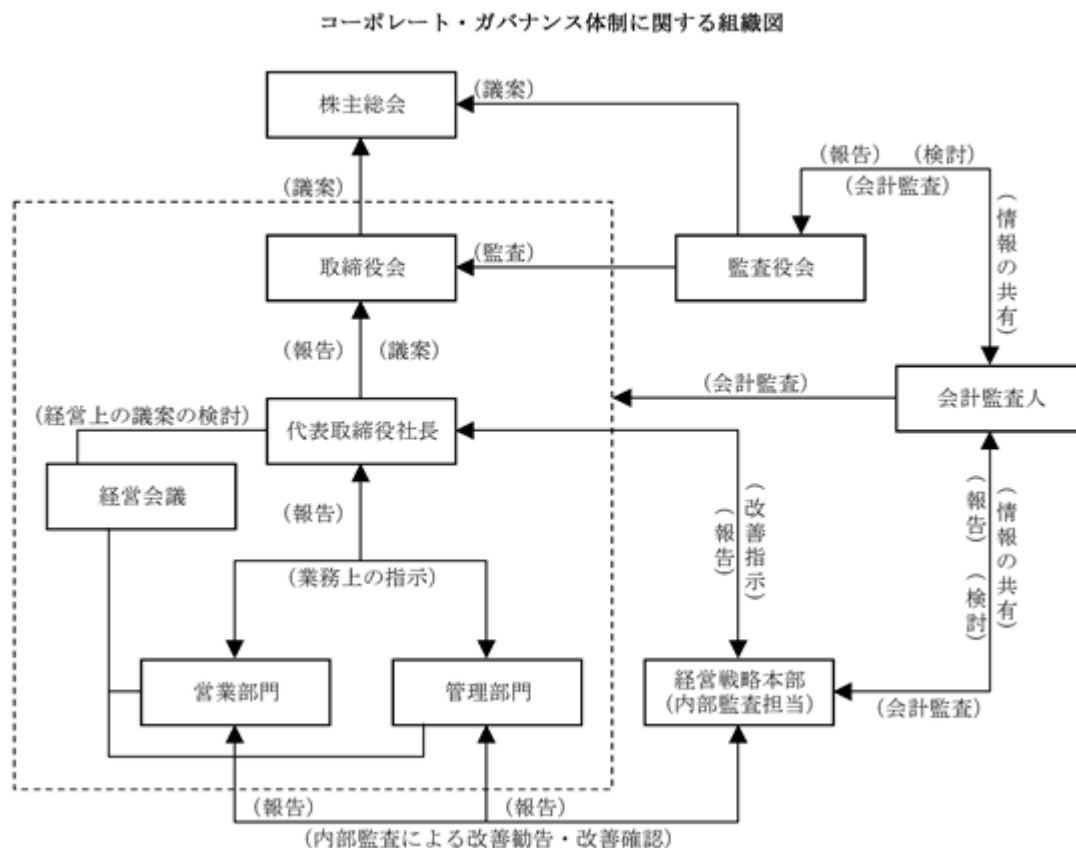 コーポレート・ガバナンス体制に関する組織図
株主総会
(議案)
(報告) (検討)
(会計監査)
(議案)
(情報の共有)
取締役会
(監査)
監査役会
(報告) (議案)
(会計監査)
会計監査人
(経営上の議案の検討)
代表取締役社長
経営会議
(報告)
(改善指示)
(報告)
(情報の共有)
(報告) (検討)
(業務上の指示)
営業部門
管理部門
経営戦略本部
(内部監査担当)
(会計監査)
(報告)
(報告)
(内部監査による改善勧告・改善確認)